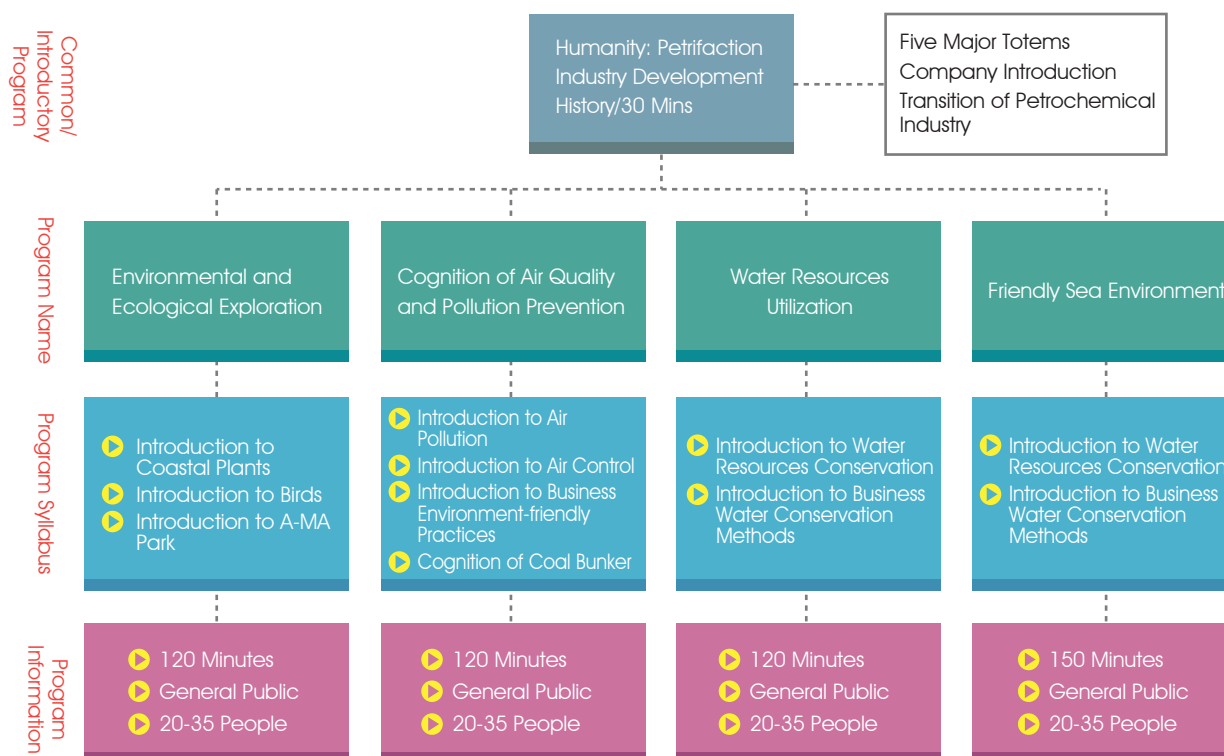 Common/
Introductory
Program
Humanity: Petrifaction
Industry Development
History/30 Mins
Five Major Totems
Company Introduction
Transition of Petrochemical
Industry
Program Name
Environmental and
Ecological Exploration
Cognition of Air Quality
and Pollution Prevention
Water Resources
Utilization
Friendly Sea Environment
Program Syllabus
Introduction to
Coastal Plants
Introduction to Birds
Introduction to A-MA
Park
Introduction to Air
Pollution
Introduction to Air Control
Introduction to Business
Environment-friendly
Practices
Cognition of Coal Bunker
Introduction to Water
Resources Conservation
Introduction to Business
Water Conservation
Methods
Introduction to Water
Resources Conservation
Introduction to Business
Water Conservation
Methods
Program
Information
120 Minutes
General Public
20-35 People
120 Minutes
General Public
20-35 People
120 Minutes
General Public
20-35 People
150 Minutes
General Public
20-35 People